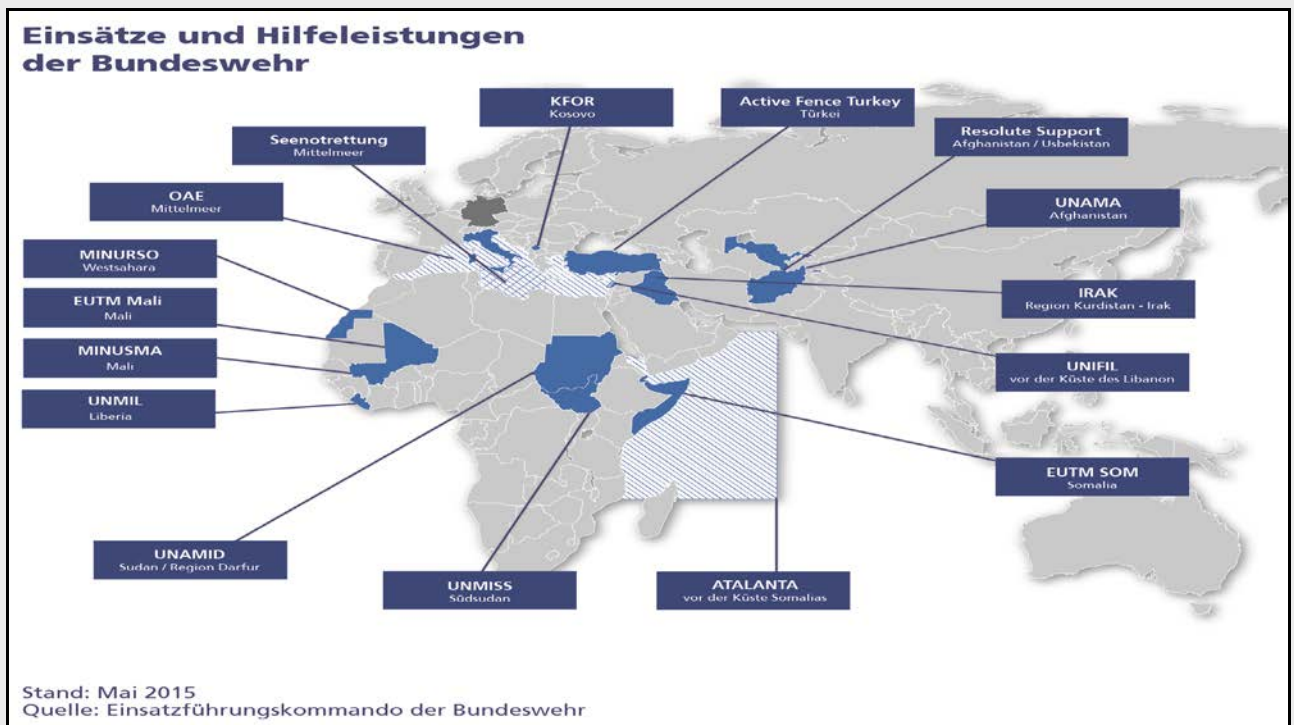 Einsätze und Hilfeleistungen
der Bundeswehr
KFOR
Kosovo
Active Fence Turkey
Türkei
Seenotrettung
Mittelmeer
Resolute Support
Afghanistan / Usbekistan
OAE
Mittelmeer
UNAMA
Afghanistan
MINURSO
Westsahara
EUTM Mali
Mali
IRAK
Region Kurdistan - Irak
MINUSMA
Mali
UNIFIL
vor der Küste des Libanon
UNMIL
Liberia
EUTM SOM
Somalia
UNAMID
Sudan / Region Darfur
UNMISS
Südsudan
ATALANTA
vor der Küste Somalias
Stand: Mai 2015
Quelle: Einsatzführungskommando der Bundeswehr